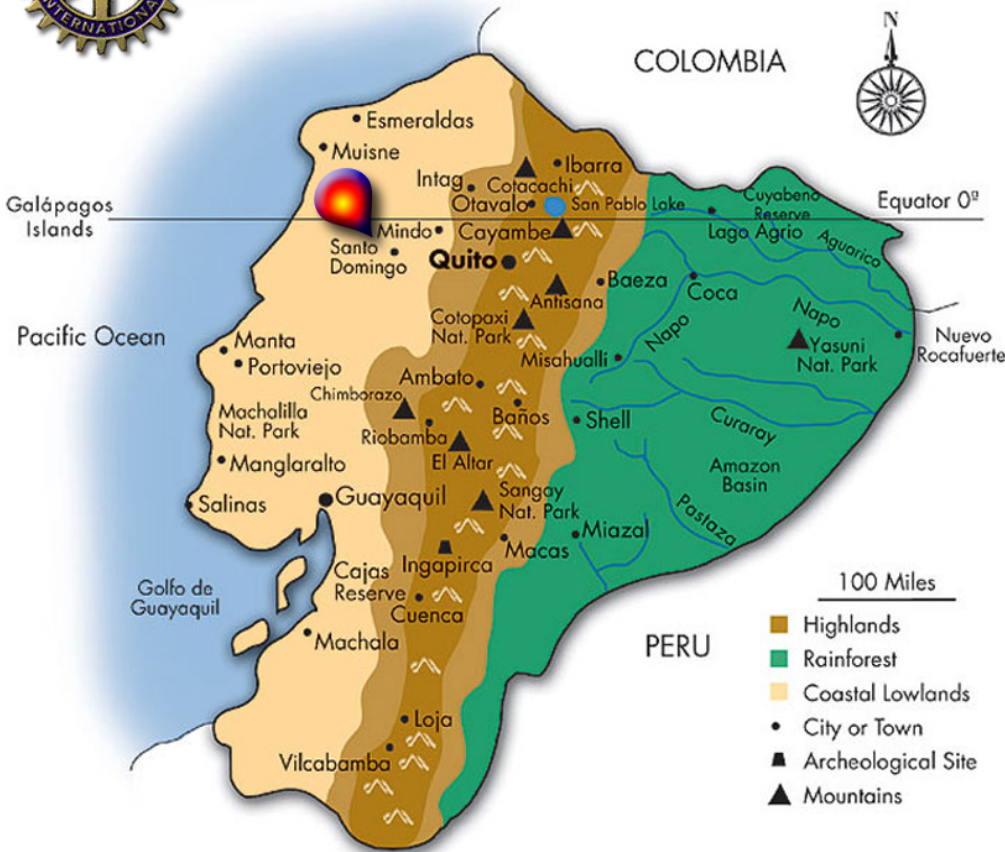 INTERNATIONAL
N
COLOMBIA
Esmeraldas
Muisne
Ibarra
Intag
Cotacachi
Otavalo
San Pablo Lake
Cuyabeno
Reserve
Equator 0º
Galápagos
Islands
Lago Agrio
Aguarico
Mindo
Cayambe
Santo
Domingo
Quito
Baeza
Coca
Antisana
Napo
Napo
Pacific Ocean
Cotopaxi
Nat. Park
Yasuni
Nat. Park
Nuevo
Rocafuerte
Manta
Portoviejo
Misahualli
Ambato
Chimborazo
Baños
Machalilla
Nat. Park
Riobamba
Shell
Curaray
El Altar
Manglaralto
Amazon
Basin
Salinas
Guayaquil
Sangay
Nat. Park
Pastaza
Miazal
Macas
Ingapirca
Golfo de
Guayaquil
Cajas
Reserve
Cuenca
Machala
PERU
Loja
Vilcabamba
100 Miles
Highlands
Rainforest
Coastal Lowlands
City or Town
Archeological Site
Mountains